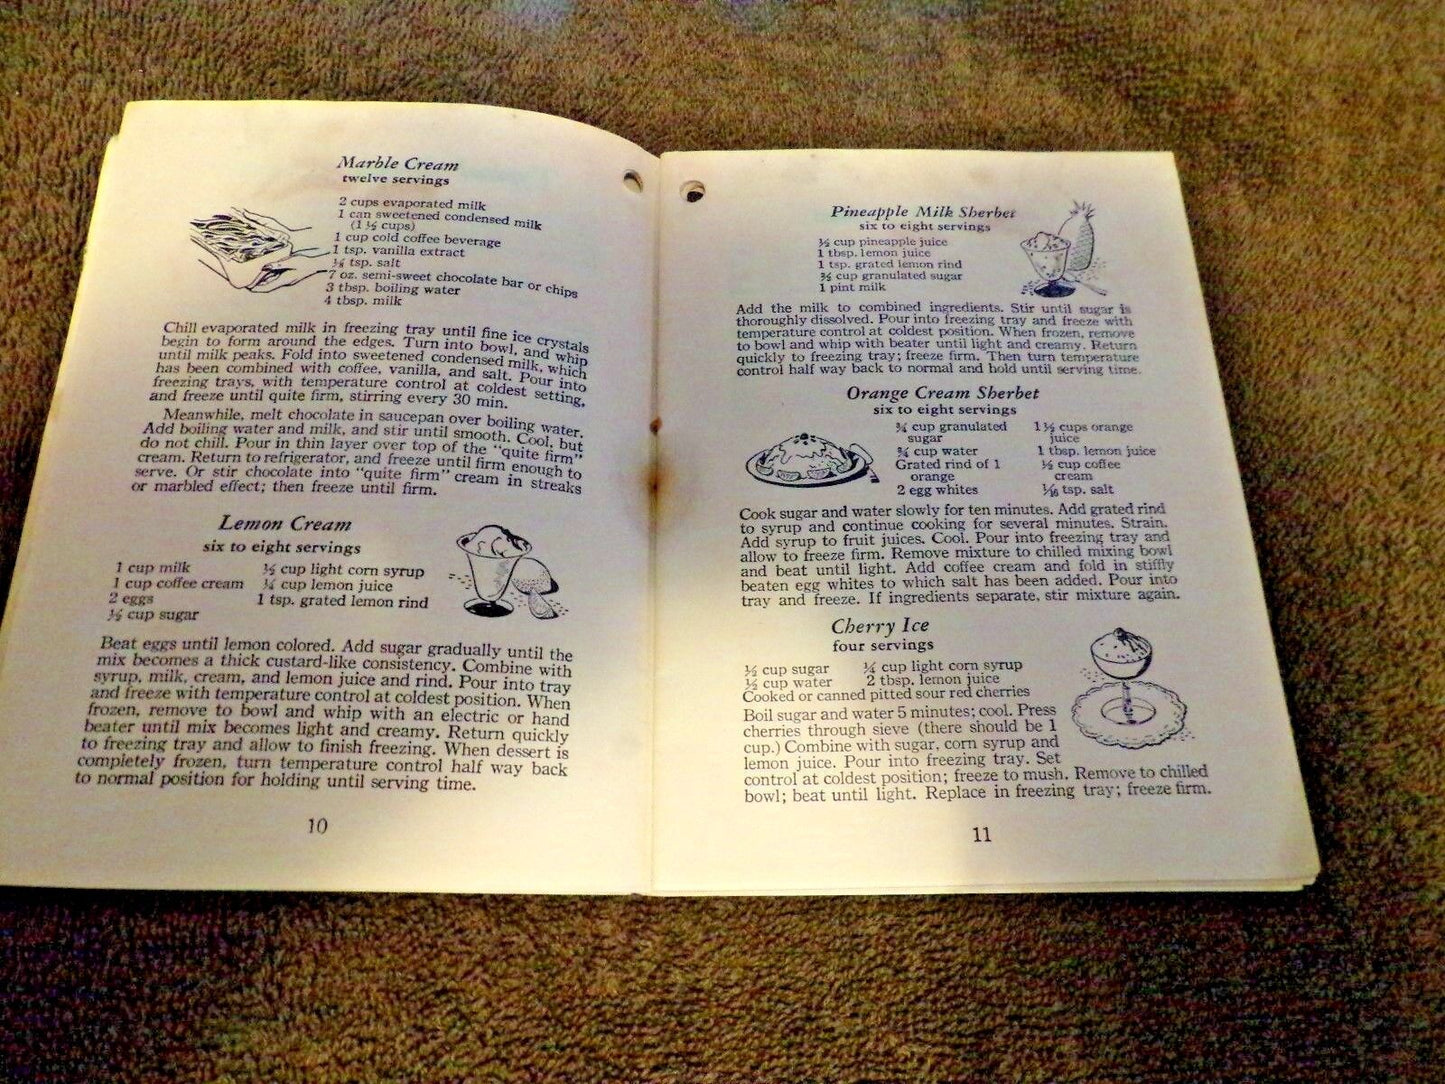 Marble Cream
twelve servings
2 cups evaporated milk
1 can sweetened condensed milk
(1 ⅓ cups)
1 cup cold coffee beverage
1 tsp. vanilla extract
tsp. salt
7 oz. semi-sweet chocolate bar or chips
3 tbsp. boiling water
4 tbsp. milk
Chill evaporated milk in freezing tray until fine ice crystals
begin to form around the edges. Turn into bowl, and whip
until milk peaks. Fold into sweetened condensed milk, which
has been combined with coffee, vanilla, and salt. Pour into
freezing trays, with temperature control at coldest setting,
and freeze until quite firm, stirring every 30 min.
Meanwhile, melt chocolate in saucepan over boiling water.
Add boiling water and milk, and stir until smooth. Cool, but
do not chill. Pour in thin layer over top of the "quite firm"
cream. Return to refrigerator, and freeze until firm enough to
serve. Or stir chocolate into "quite firm" cream in streaks
or marbled effect; then freeze until firm.
Lemon Cream
six to eight servings
1 cup milk
1 cup coffee cream
2 eggs
½ cup sugar
½ cup light corn syrup
¼ cup lemon juice
1 tsp. grated lemon rind
Beat eggs until lemon colored. Add sugar gradually until the
mix becomes a thick custard-like consistency. Combine with
syrup, milk, cream, and lemon juice and rind. Pour into tray
and freeze with temperature control at coldest position. When
frozen, remove to bowl and whip with an electric or hand
beater until mix becomes light and creamy. Return quickly
to freezing tray and allow to finish freezing. When dessert is
completely frozen, turn temperature control half way back
to normal position for holding until serving time.
10
Pineapple Milk Sherbet
six to eight servings
½ cup pineapple juice
1 tbsp. lemon juice
1 tsp. grated lemon rind
cup granulated sugar
1 pint milk
Add the milk to combined ingredients. Stir until sugar is
thoroughly dissolved. Pour into freezing tray and freeze with
temperature control at coldest position. When frozen, remove
to bowl and whip with beater until light and creamy. Return
quickly to freezing tray; freeze firm. Then turn temperature
control half way back to normal and hold until serving time.
Orange Cream Sherbet
six to eight servings
¾ cup granulated
sugar
¾ cup water
Grated rind of 1
orange
2 egg whites
1 ½ cups orange
juice
1 tbsp. lemon juice
½ cup coffee
cream
1/16 tsp. salt
Cook sugar and water slowly for ten minutes. Add grated rind
to syrup and continue cooking for several minutes. Strain.
Add syrup to fruit juices. Cool. Pour into freezing tray and
allow to freeze firm. Remove mixture to chilled mixing bowl
and beat until light. Add coffee cream and fold in stiffly
beaten egg whites to which salt has been added. Pour into
tray and freeze. If ingredients separate, stir mixture again.
Cherry Ice
four servings
½ cup sugar
½ cup water
¼ cup light corn syrup
2 tbsp. lemon juice
Cooked or canned pitted sour red cherries
Boil sugar and water 5 minutes; cool. Press
cherries through sieve (there should be 1
cup.) Combine with sugar, corn syrup and
lemon juice. Pour into freezing tray. Set
control at coldest position; freeze to mush. Remove to chilled
bowl; beat until light. Replace in freezing tray; freeze firm.
11